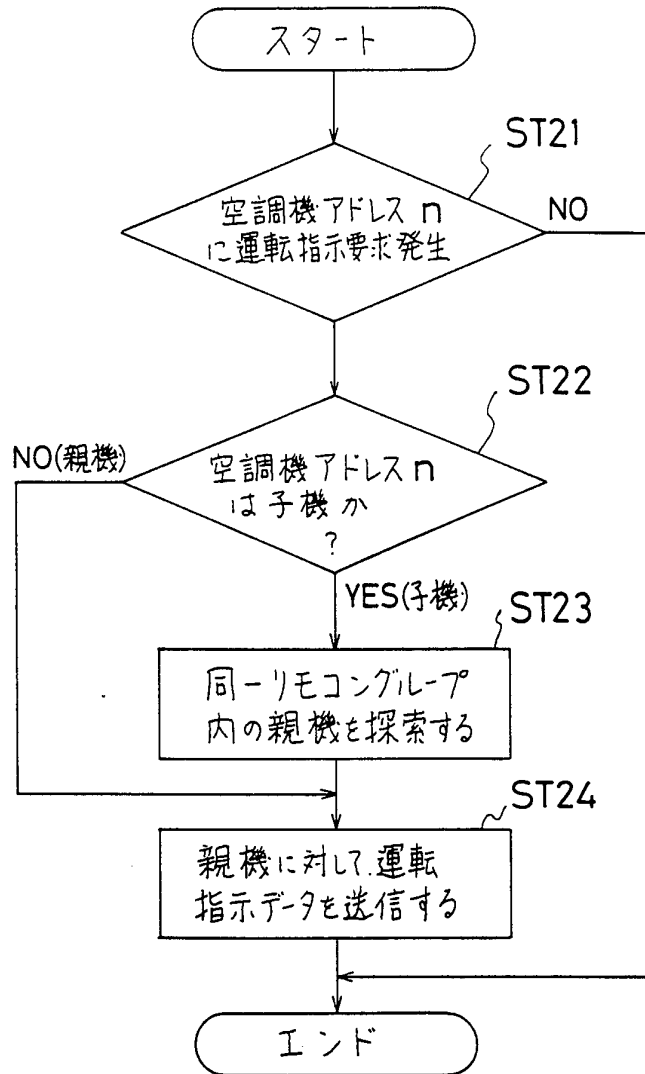 スタート
ST21
空調機アドレスn
に運転指示要求発生
NO
ST22
NO(親機)
空調機アドレスn
は子機か
?
YES(子機)
ST23
同一リモコングループ
内の親機を探索する
ST24
親機に対して運転
指示データを送信する
エンド